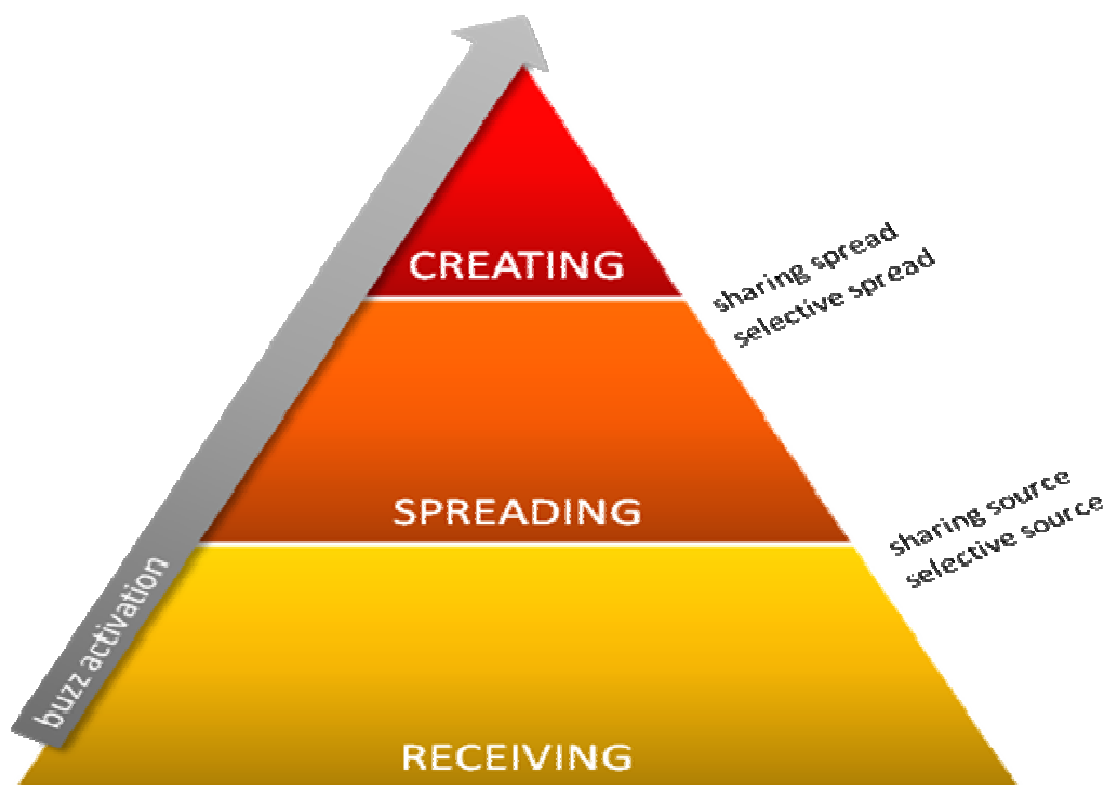 CREATING
sharing spread
selective spread
SPREADING
sharing source
selective source
buzz activation
RECEIVING